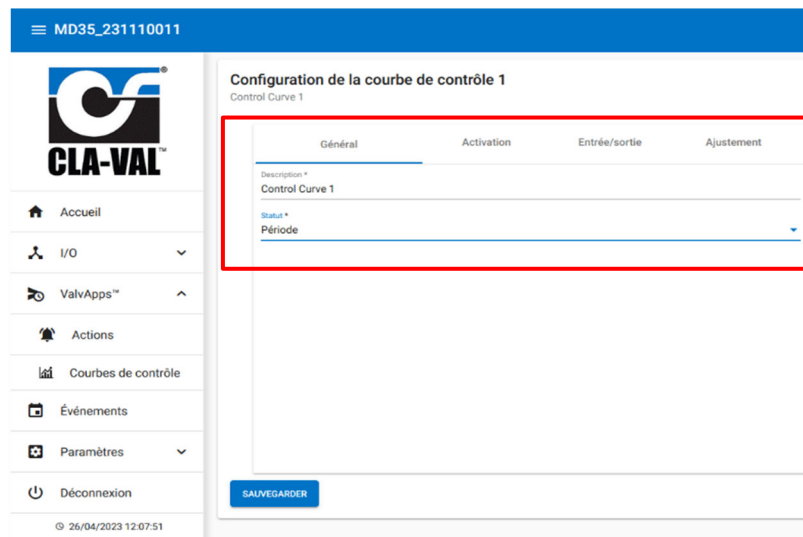 MD35_231110011
CLA-VAL™
Accueil
I/O
ValvApps™
Actions
Courbes de contrôle
Événements
Paramètres
Déconnexion
26/04/2023 12:07:51
Configuration de la courbe de contrôle 1
Control Curve 1
Général Activation Entrée/sortie Ajustement
Description *
Control Curve 1
Statut *
Période
SAUVEGARDER